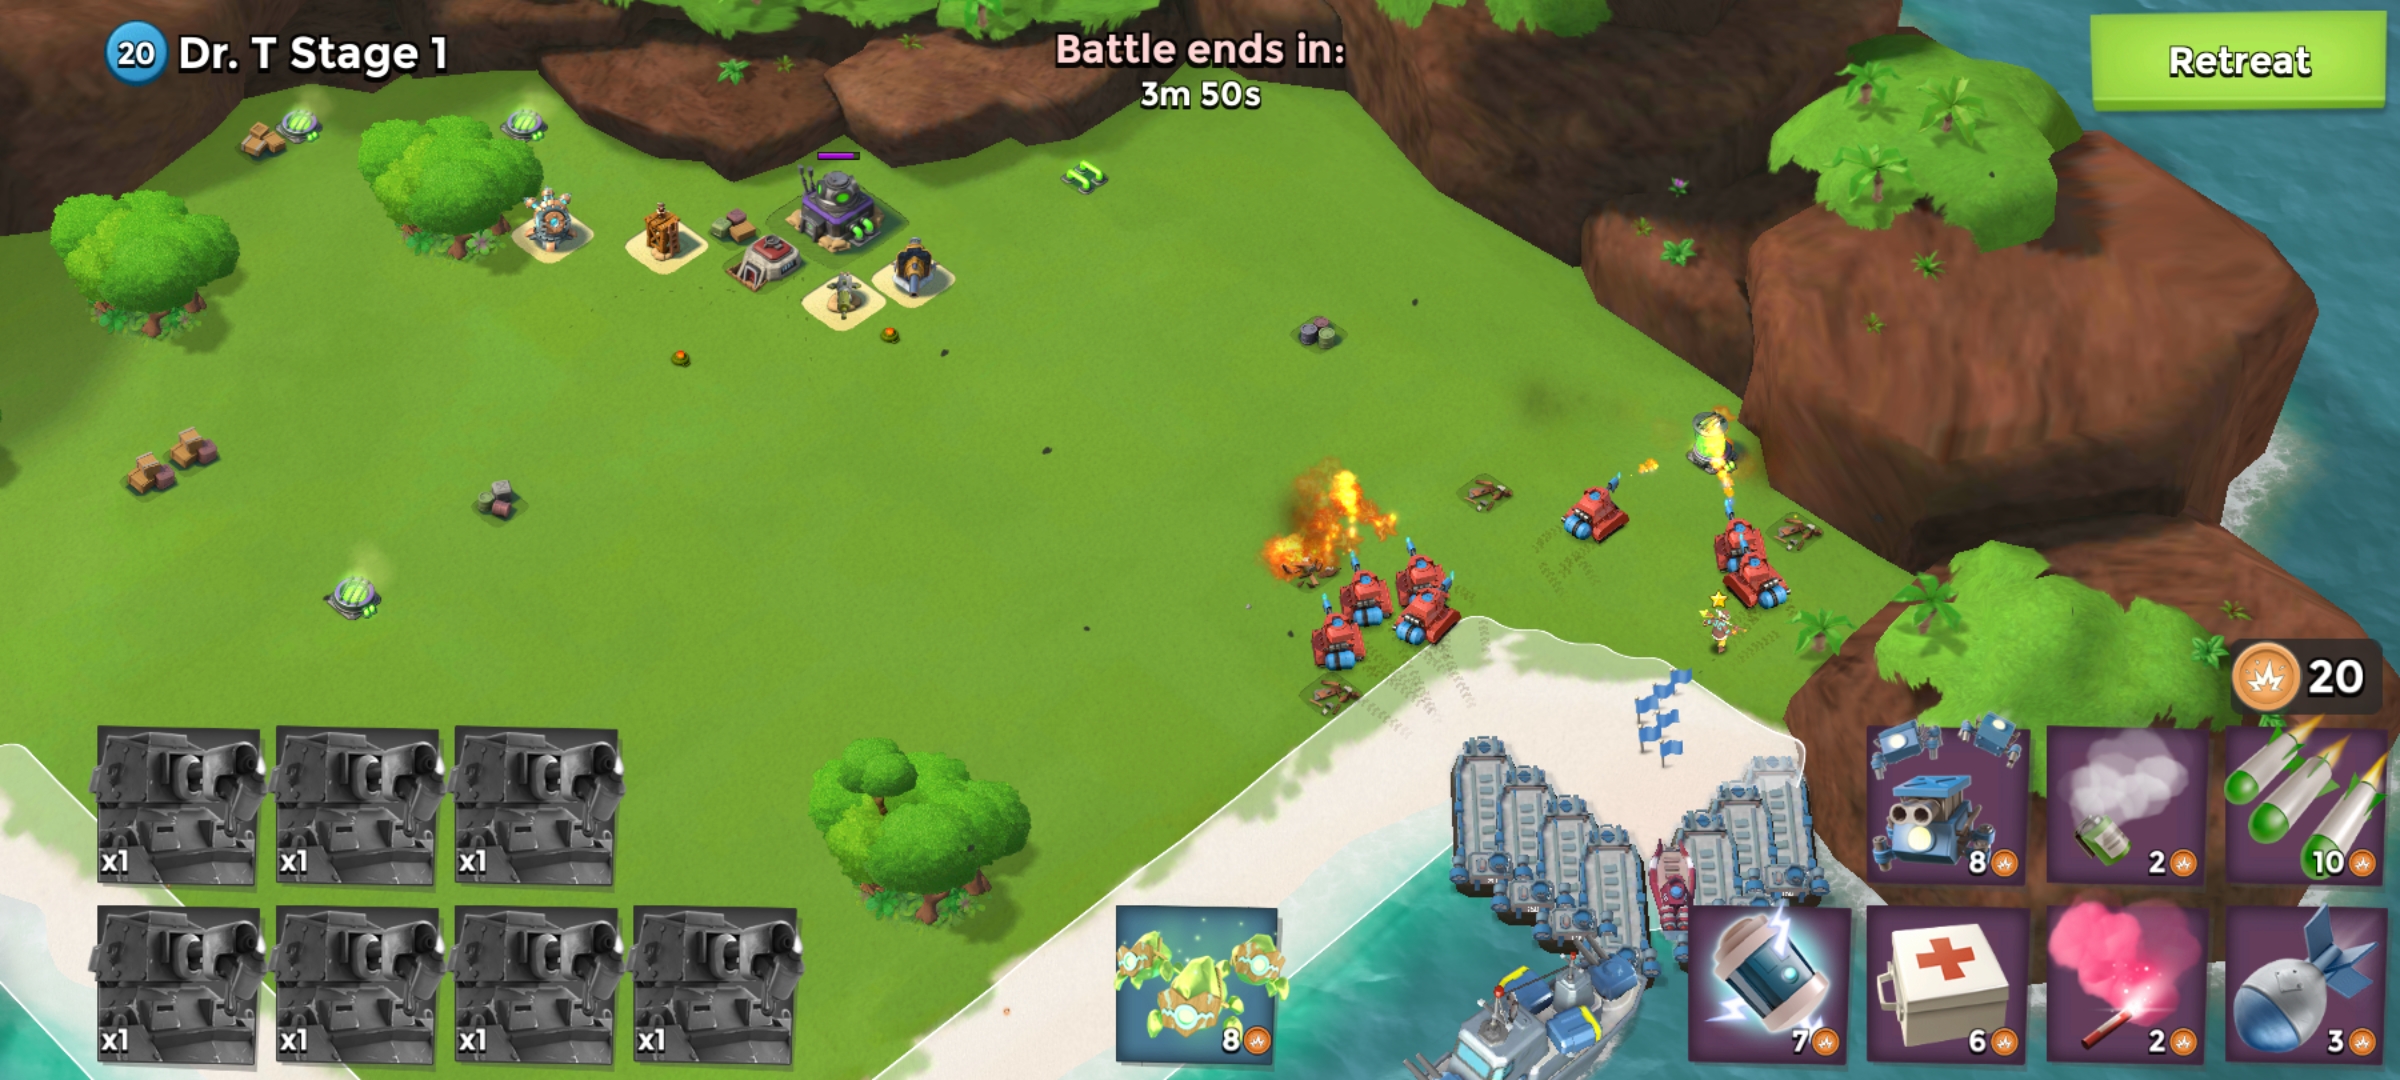 20 Dr. T Stage 1
Battle ends in:
3m 50s
Retreat
20
x1 x1 x1
8 2 10
x1 x1 x1 x1
8 7 6 2 3